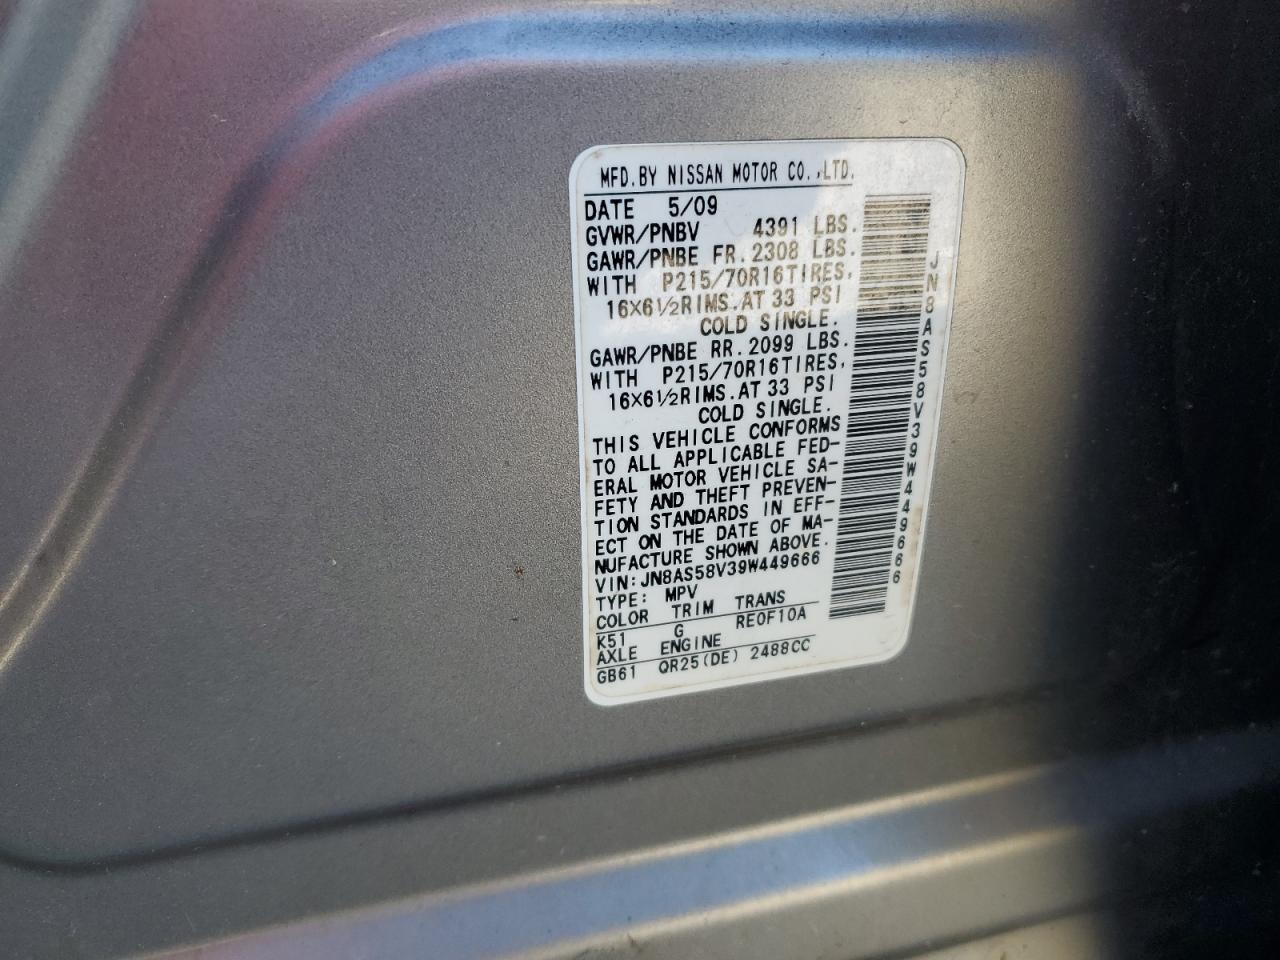 MFD.BY NISSAN MOTOR CO.,LTD.
DATE 5/09
GVWR/PNBV 4391 LBS.
GAWR/PNBE FR.2308 LBS.
WITH P215/70R16TIRES,
16X6½RIMS.AT 33 PSI
COLD SINGLE.
GAWR/PNBE RR.2099 LBS.
WITH P215/70R16TIRES,
16X6½RIMS.AT 33 PSI
COLD SINGLE.
THIS VEHICLE CONFORMS
TO ALL APPLICABLE FED-
ERAL MOTOR VEHICLE SA-
FETY AND THEFT PREVEN-
TION STANDARDS IN EFF-
ECT ON THE DATE OF MA-
NUFACTURE SHOWN ABOVE.
VIN:JN8AS58V39W449666
TYPE: MPV
COLOR TRIM TRANS
K51 G RE0F10A
AXLE ENGINE
GB61 QR25(DE) 2488CC
JN8AS58V39W449666